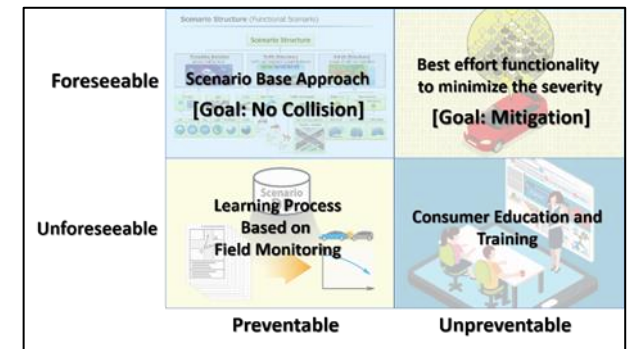 Scenario Structure (Functional Scenario)
Scenario Structure
Foreseeable
Scenario Base Approach
[Goal: No Collision]
Best effort functionality
to minimize the severity
[Goal: Mitigation]
Unforeseeable
Scenario
Learning Process
Based on
Field Monitoring
Consumer Education and
Training
Preventable
Unpreventable